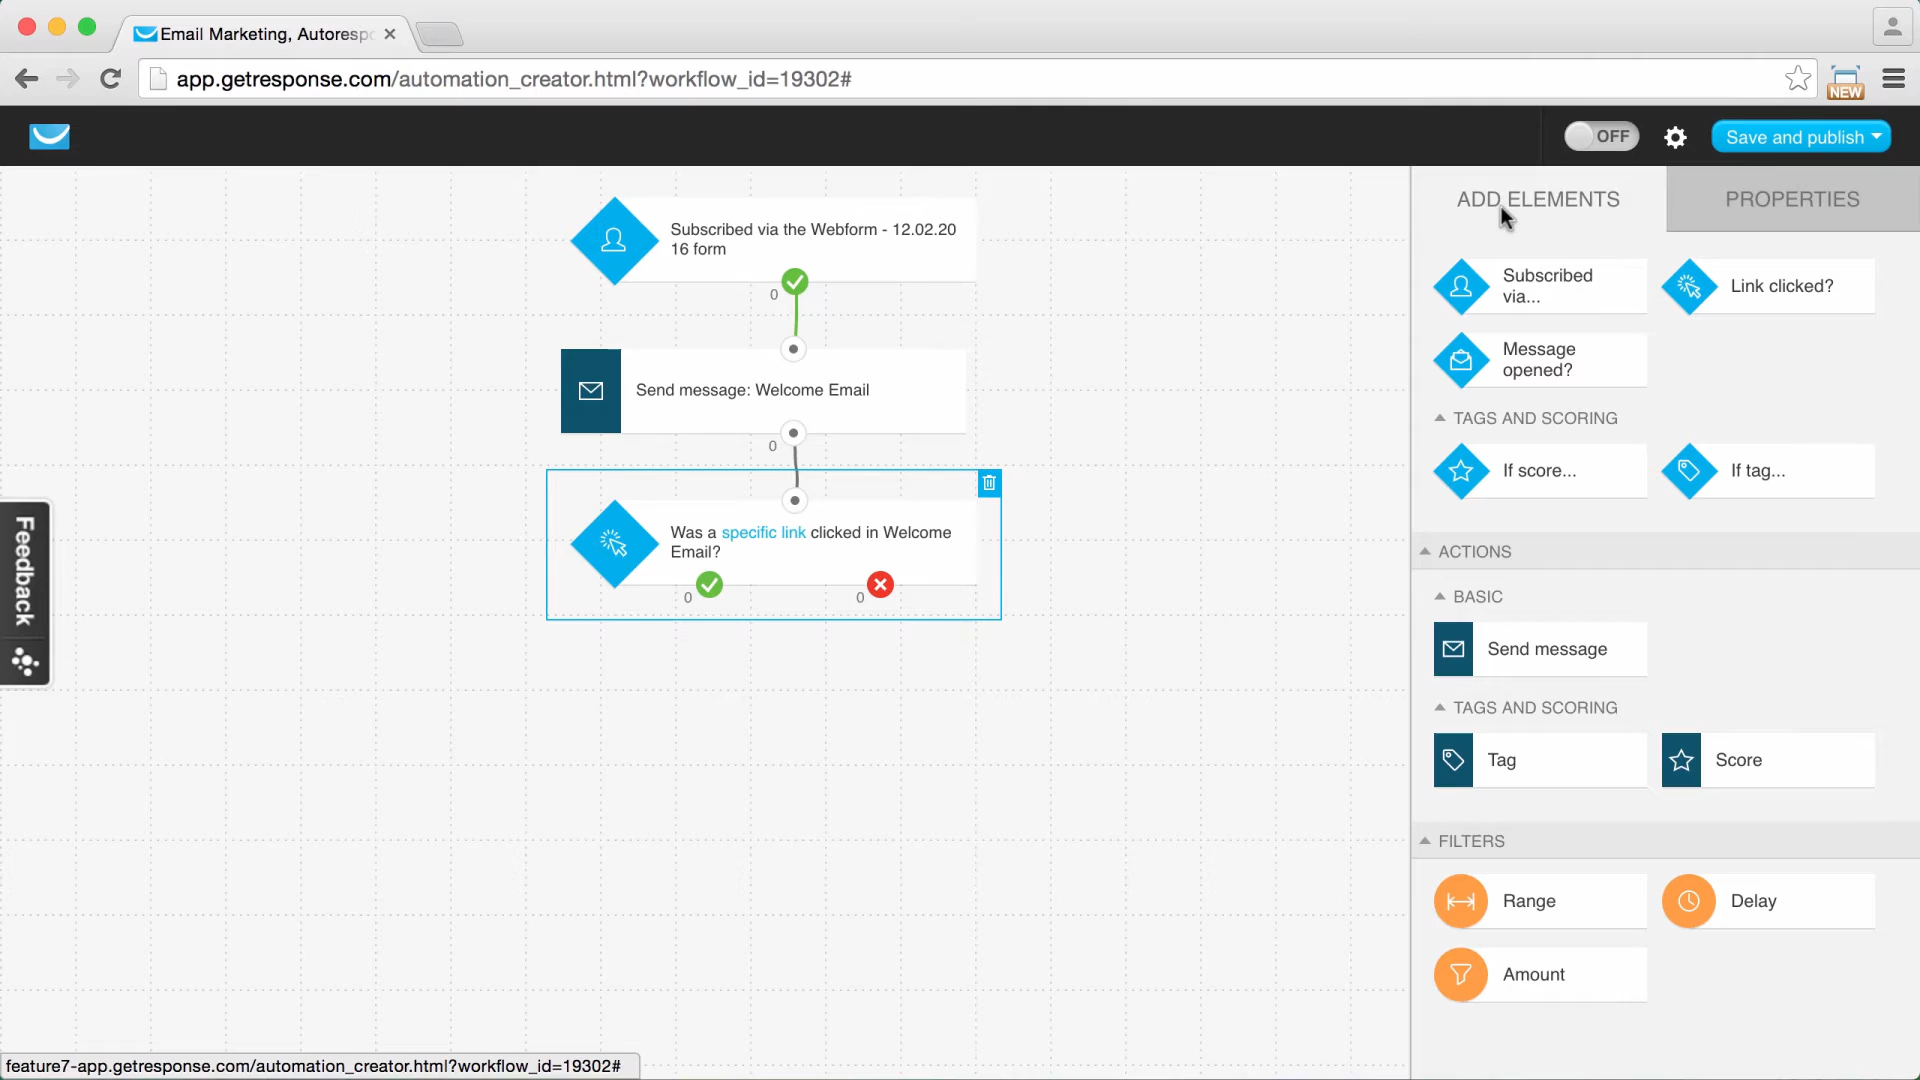 Email Marketing, Autoresp
app.getresponse.com/automation_creator.html?workflow_id=19302#
NEW
OFF
Save and publish
ADD ELEMENTS
PROPERTIES
Subscribed via the Webform - 12.02.20
16 form
0
Send message: Welcome Email
0
Was a specific link clicked in Welcome
Email?
0
0
Subscribed
via...
Link clicked?
Message
opened?
TAGS AND SCORING
If score...
If tag...
ACTIONS
BASIC
Send message
TAGS AND SCORING
Tag
Score
FILTERS
Range
Delay
Amount
Feedback
feature7-app.getresponse.com/automation_creator.html?workflow_id=19302#